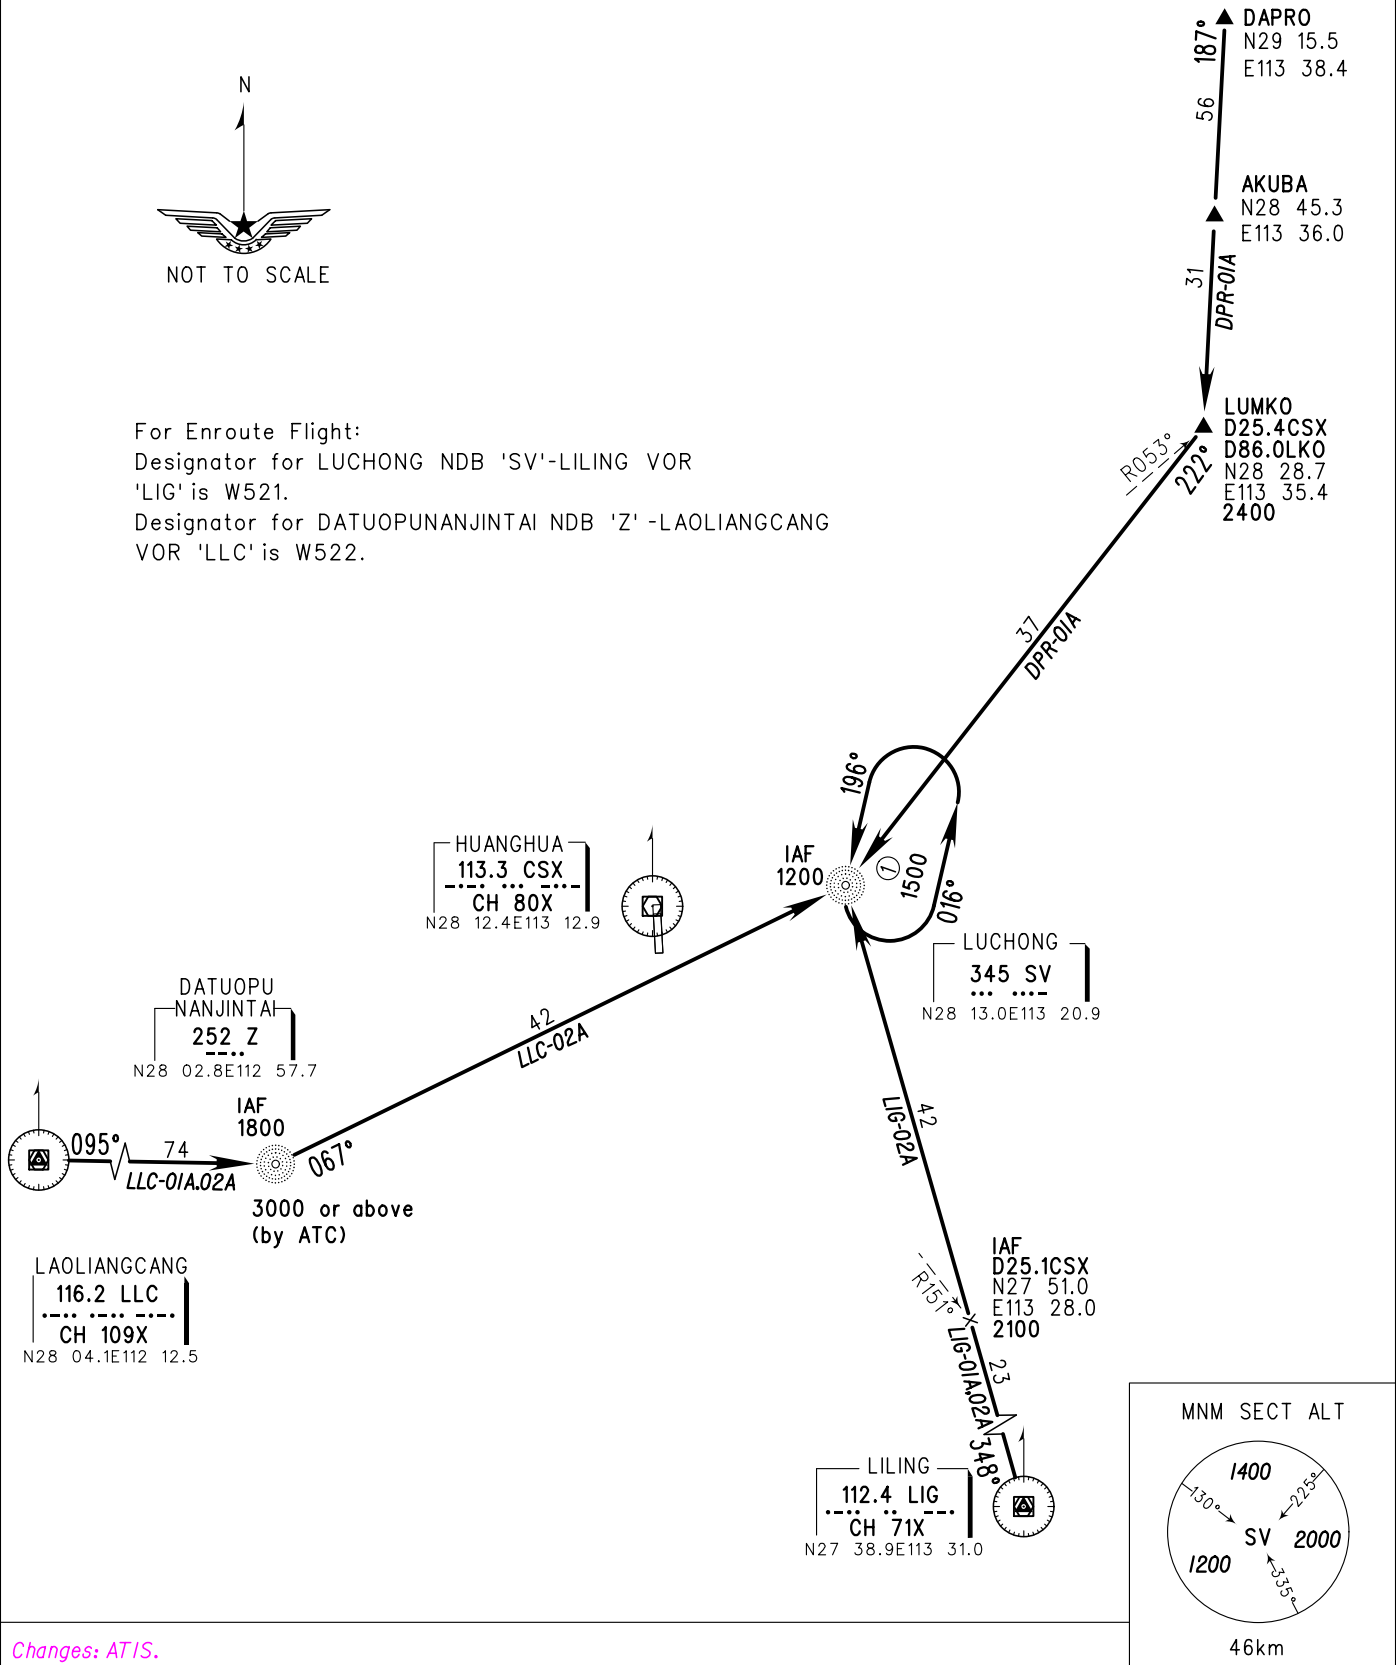 DAPRO
N29 15.5
E113 38.4
187°
56
AKUBA
N28 45.3
E113 36.0
31
DPR-01A
N
NOT TO SCALE
LUMKO
D25.4CSX
D86.0LKO
N28 28.7
E113 35.4
2400
R053°
222°
For Enroute Flight:
Designator for LUCHONG NDB 'SV'-LILING VOR
'LIG' is W521.
Designator for DATUOPUNANJINTAI NDB 'Z' -LAOLIANGCANG
VOR 'LLC' is W522.
37
DPR-01A
196°
016°
1
1500
IAF
1200
HUANGHUA
113.3 CSX
CH 80X
N28 12.4E113 12.9
LUCHONG
345 SV
N28 13.0E113 20.9
DATUOPU
NANJINTAI
252 Z
N28 02.8E112 57.7
42
LLC-02A
IAF
1800
095°
74
LLC-01A.02A
067°
3000 or above
(by ATC)
LAOLIANGCANG
116.2 LLC
CH 109X
N28 04.1E112 12.5
42
LIG-02A
IAF
D25.1CSX
N27 51.0
E113 28.0
2100
R151°
23
LIG-01A,02A
348°
LILING
112.4 LIG
CH 71X
N27 38.9E113 31.0
MNM SECT ALT
1400
130°
225°
SV
2000
1200
335°
46km
Changes: ATIS.